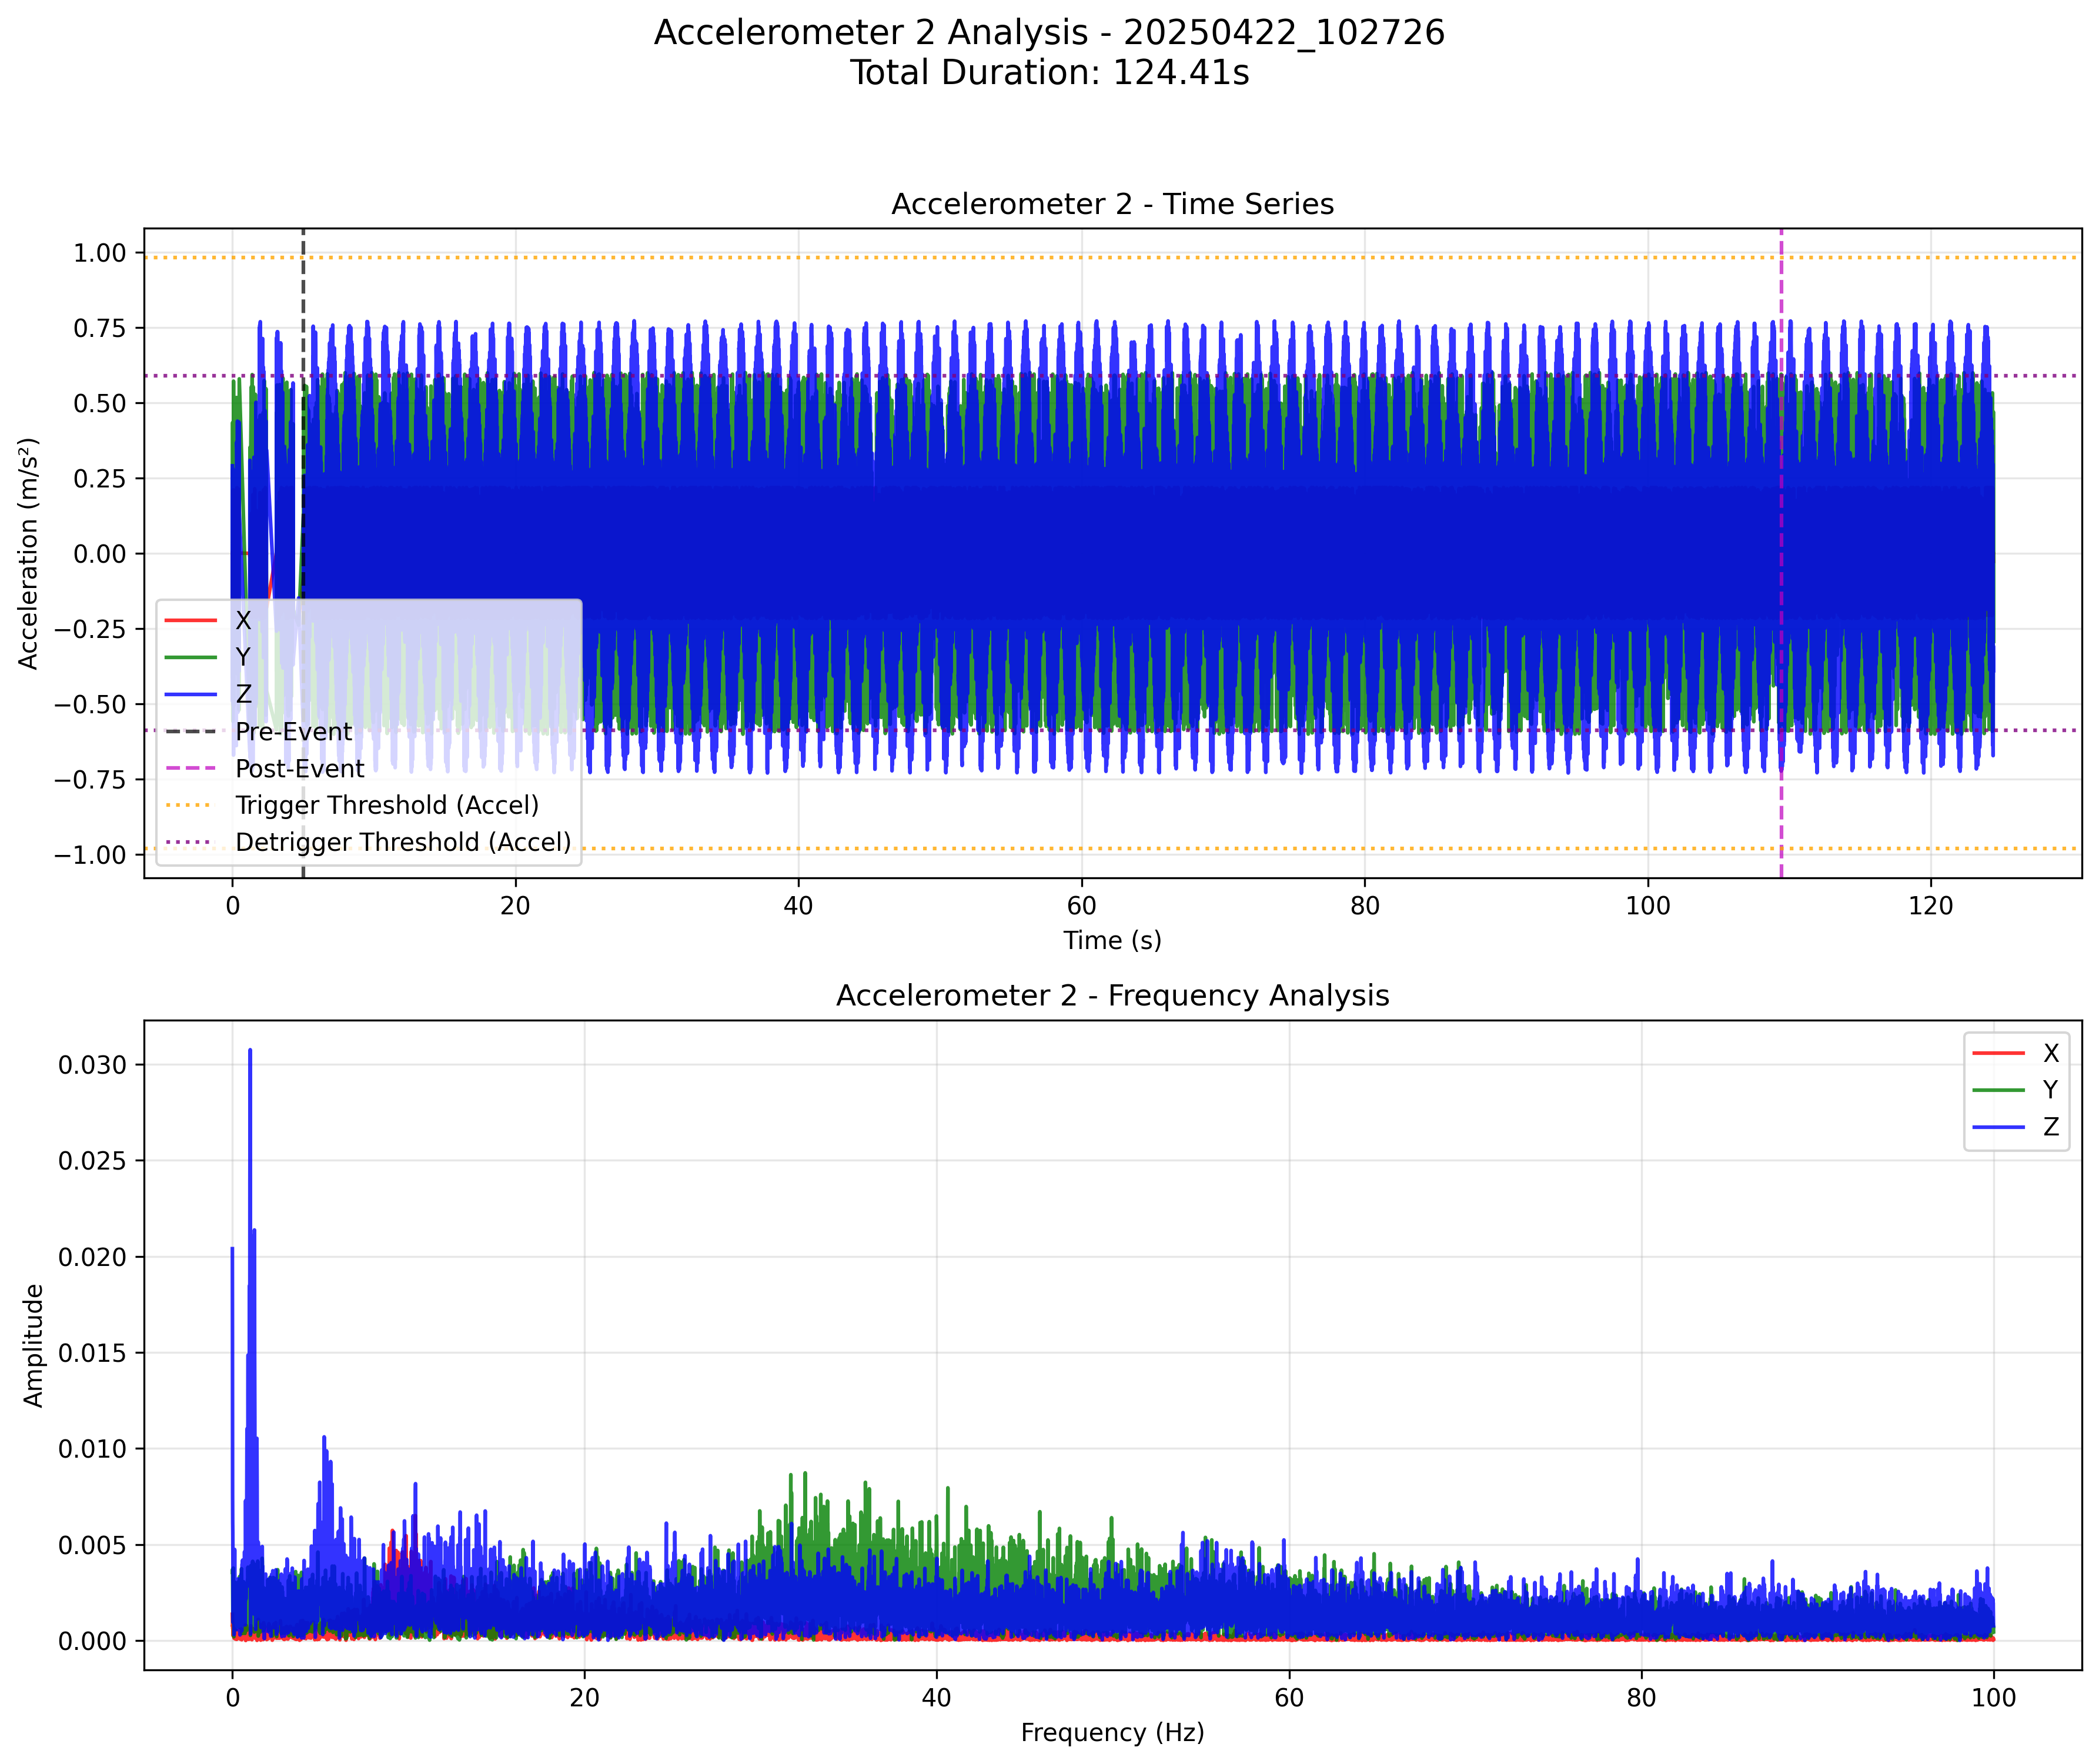 Accelerometer 2 Analysis - 20250422_102726
Total Duration: 124.41s
Accelerometer 2 - Time Series
Acceleration (m/s²)
1.00
0.75
0.50
0.25
0.00
−0.25
−0.50
−0.75
−1.00
X
Y
Z
Pre-Event
Post-Event
Trigger Threshold (Accel)
Detrigger Threshold (Accel)
0 20 40 60 80 100 120
Time (s)
Accelerometer 2 - Frequency Analysis
Amplitude
0.030
0.025
0.020
0.015
0.010
0.005
0.000
X
Y
Z
0 20 40 60 80 100
Frequency (Hz)